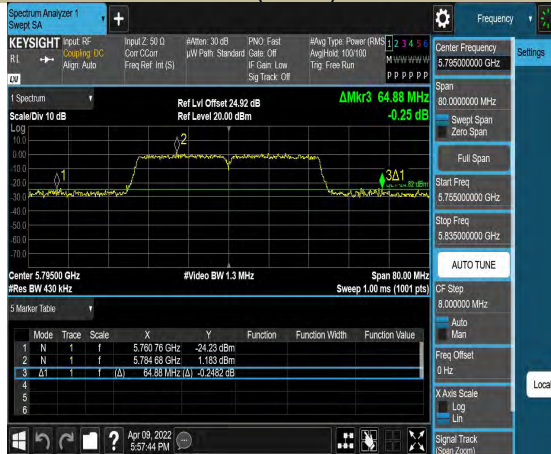 Spectrum Analyzer 1
Swept SA
Frequency
KEYSIGHT
Input: RF
Coupling: DC
Align: Auto
Input Z: 50 Ω
Corr CCorr
Freq Ref: Int (S)
#Atten: 30 dB
µW Path: Standard
PNO: Fast
Gate: Off
IF Gain: Low
Sig Track: Off
#Avg Type: Power (RMS
Avg|Hold: 100/100
Trig: Free Run
1 2 3 4 5 6
M W W W W W
P P P P P P
1 Spectrum
Scale/Div 10 dB
Ref Lvl Offset 24.92 dB
Ref Level 20.00 dBm
ΔMkr3 64.88 MHz
-0.25 dB
Log
10.0
0.00
-10.0
-20.0
-30.0
-40.0
-50.0
-60.0
-70.0
1
2
3Δ1
Center 5.79500 GHz
#Res BW 430 kHz
#Video BW 1.3 MHz
Span 80.00 MHz
Sweep 1.00 ms (1001 pts)
5 Marker Table
Mode Trace Scale X Y Function Function Width Function Value
1 N 1 f 5.760 76 GHz -24.23 dBm
2 N 1 f 5.784 68 GHz 1.183 dBm
3 Δ1 1 f (Δ) 64.88 MHz (Δ) -0.2482 dB
4
5
6
Apr 09, 2022
5:57:44 PM
Center Frequency
5.795000000 GHz
Settings
Span
80.0000000 MHz
Swept Span
Zero Span
Full Span
Start Freq
5.755000000 GHz
Stop Freq
5.835000000 GHz
AUTO TUNE
CF Step
8.000000 MHz
Auto
Man
Freq Offset
0 Hz
X Axis Scale
Log
Lin
Local
Signal Track
(Span Zoom)